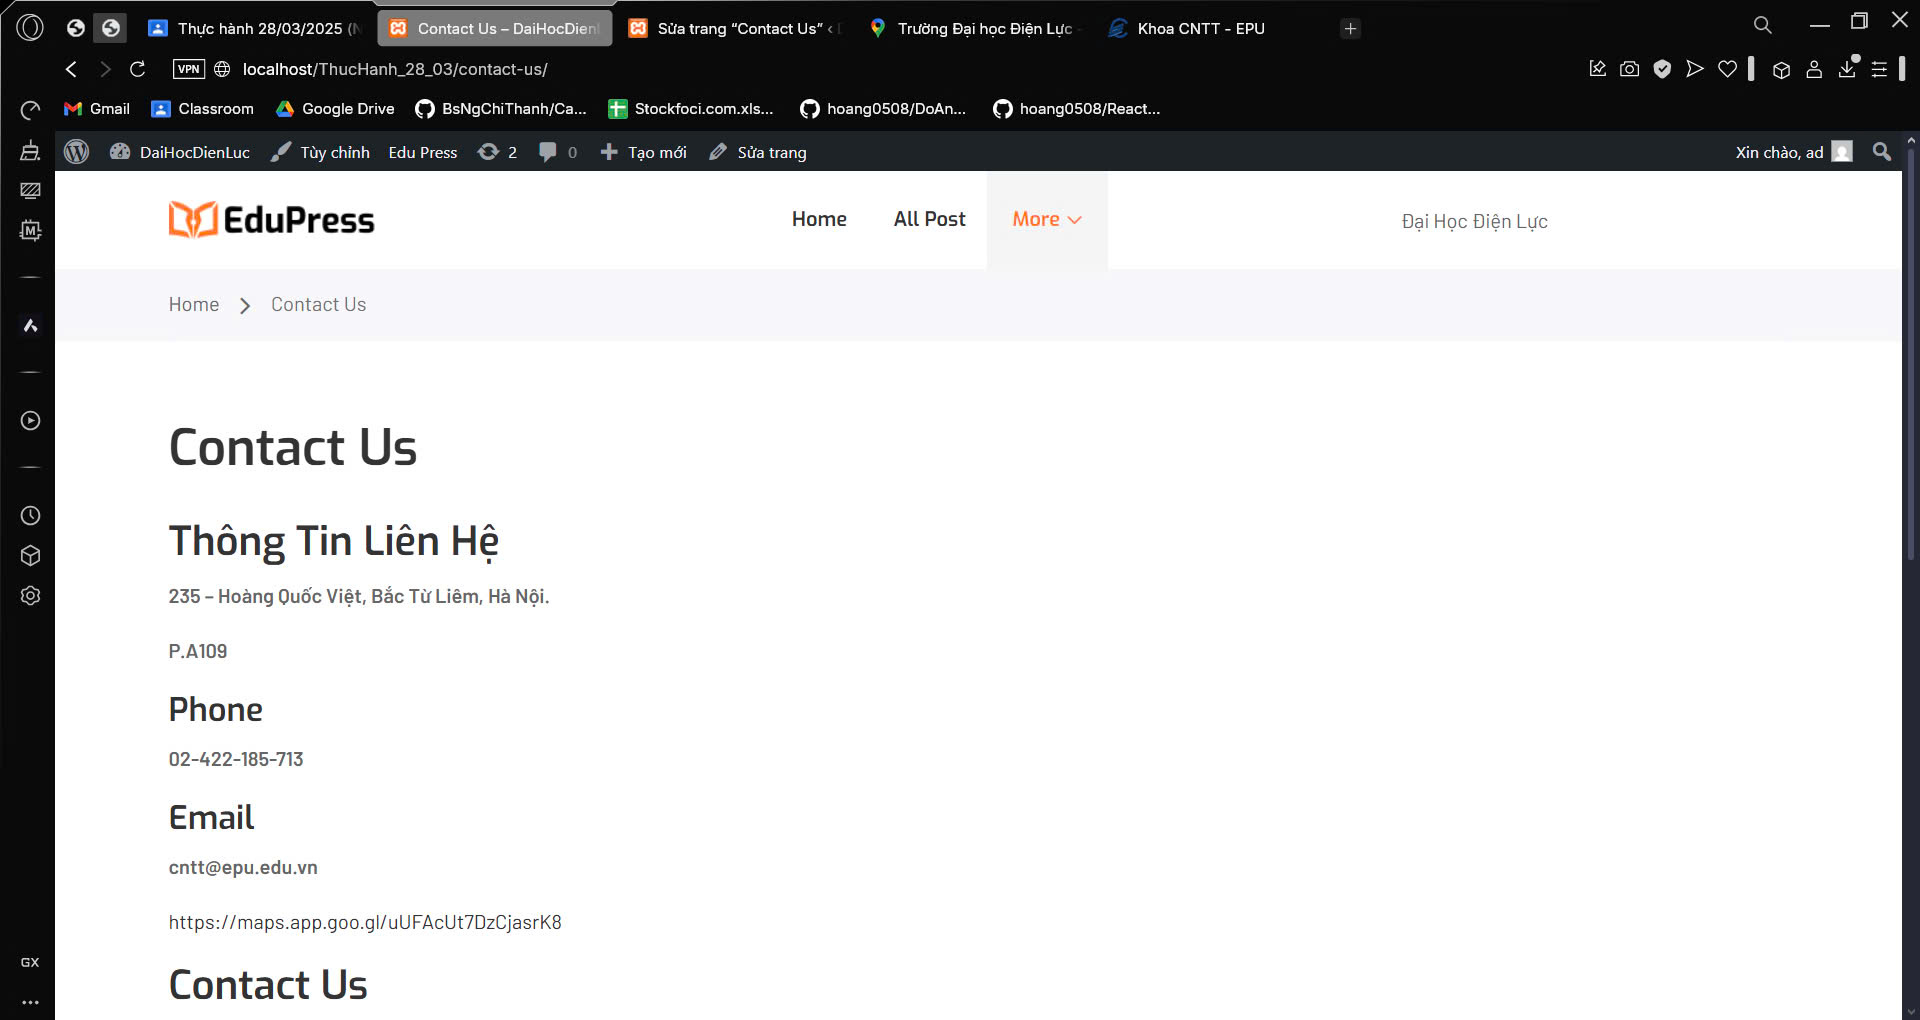 Thực hành 28/03/2025 (N
Contact Us – DaiHocDien
Sửa trang “Contact Us” ‹
Trường Đại học Điện Lực -
Khoa CNTT - EPU
VPN
localhost/ThucHanh_28_03/contact-us/
Gmail
Classroom
Google Drive
BsNgChiThanh/Ca...
Stockfoci.com.xls...
hoang0508/DoAn...
hoang0508/React...
DaiHocDienLuc
Tùy chỉnh
Edu Press
2
0
Tạo mới
Sửa trang
Xin chào, ad
EduPress
Home
All Post
More
Đại Học Điện Lực
Home
Contact Us
Contact Us
Thông Tin Liên Hệ
235 – Hoàng Quốc Việt, Bắc Từ Liêm, Hà Nội.
P.A109
Phone
02-422-185-713
Email
cntt@epu.edu.vn
https://maps.app.goo.gl/uUFAcUt7DzCjasrK8
Contact Us
GX